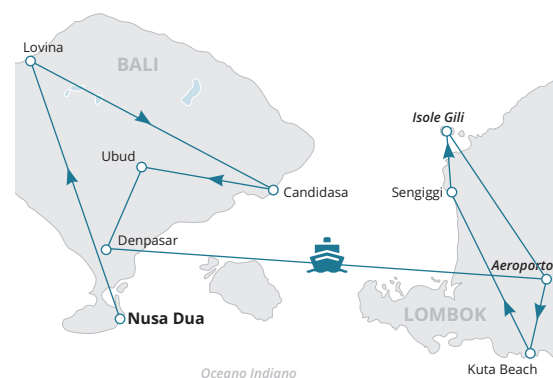 Lovina
BALI
Isole Gili
Ubud
Candidasa
Sengiggi
Denpasar
Aeroporto
Nusa Dua
LOMBOK
Kuta Beach
Oceano Indiano